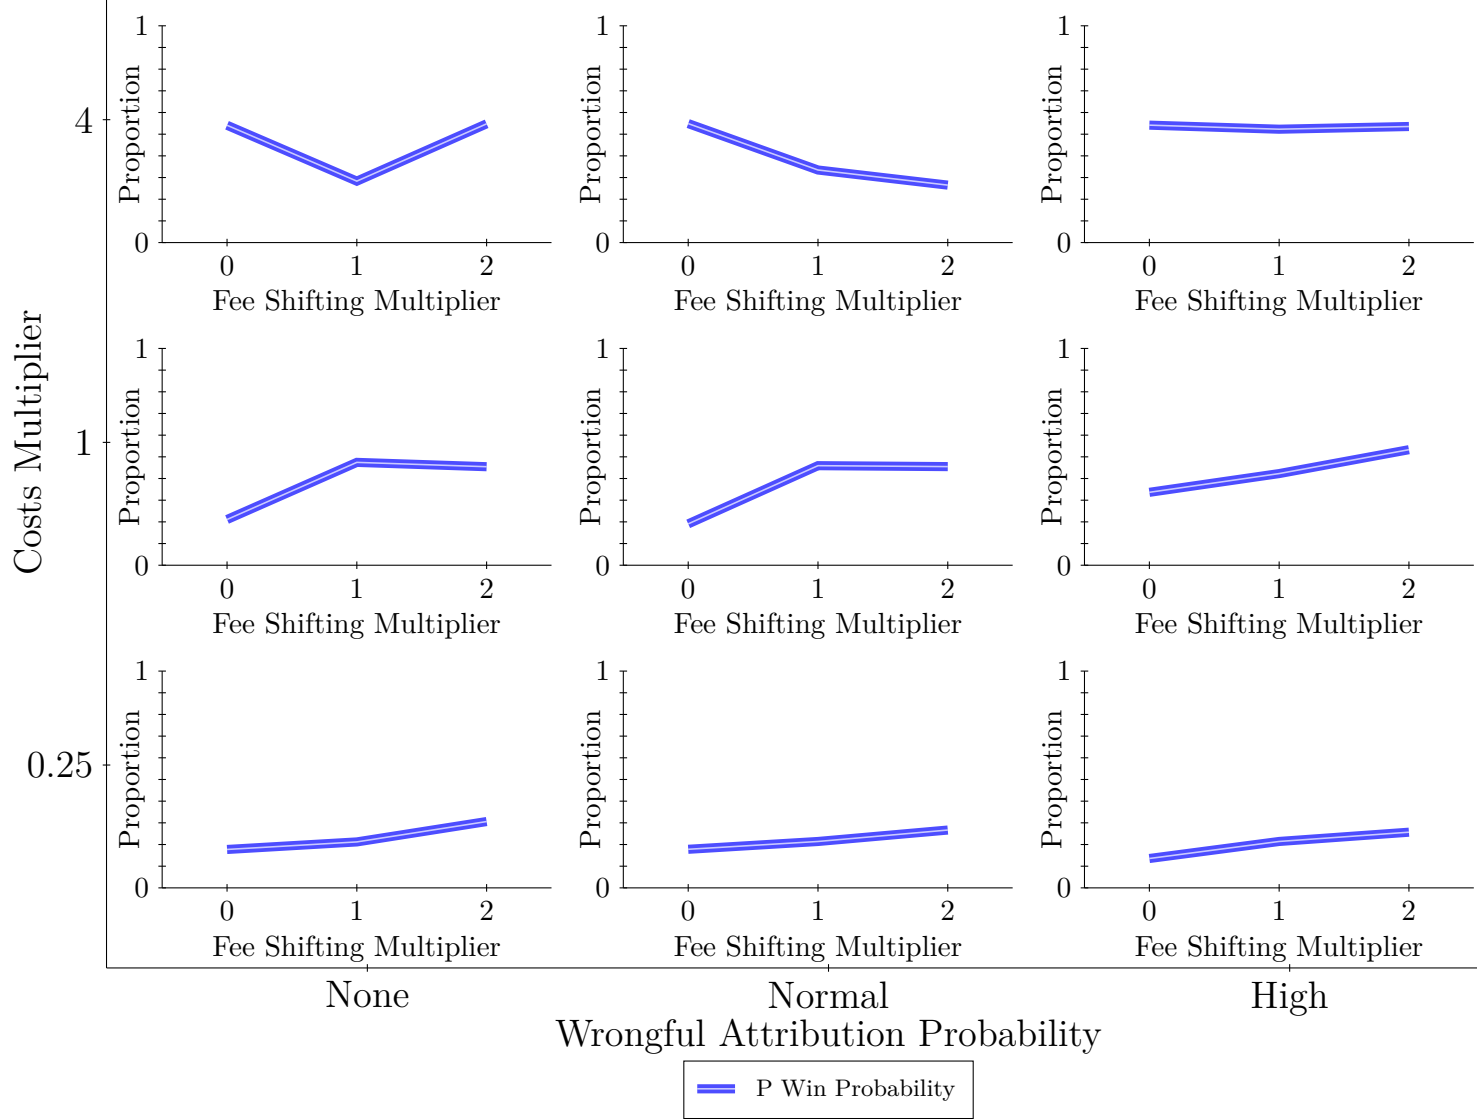 1
1
1
Proportion
Proportion
Proportion
4
0
0
0
0 1 2
0 1 2
0 1 2
Fee Shifting Multiplier
Fee Shifting Multiplier
Fee Shifting Multiplier
Costs Multiplier
1
1
1
Proportion
Proportion
Proportion
1
0
0
0
0 1 2
0 1 2
0 1 2
Fee Shifting Multiplier
Fee Shifting Multiplier
Fee Shifting Multiplier
1
1
1
Proportion
Proportion
Proportion
0.25
0
0
0
0 1 2
0 1 2
0 1 2
Fee Shifting Multiplier
Fee Shifting Multiplier
Fee Shifting Multiplier
None
Normal
High
Wrongful Attribution Probability
P Win Probability